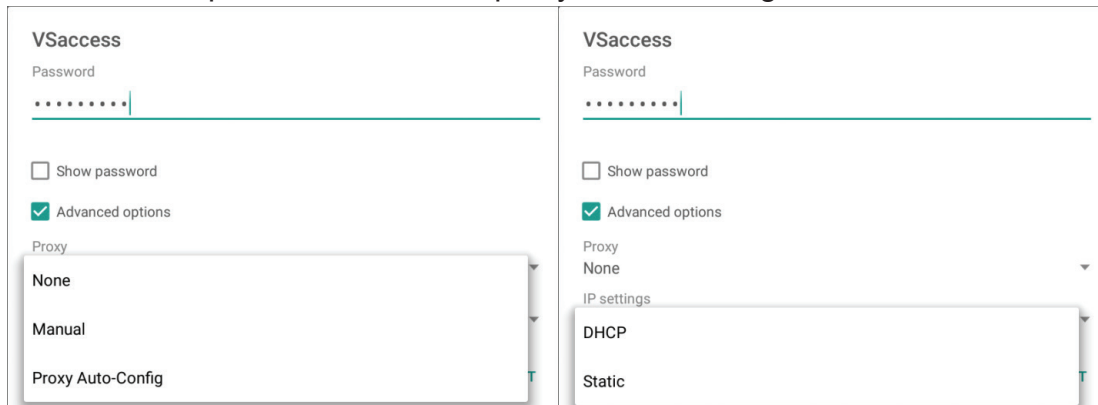 VSaccess
Password
•••••••••
Show password
Advanced options
Proxy
None
Manual
Proxy Auto-Config
T
VSaccess
Password
•••••••••
Show password
Advanced options
Proxy
None
IP settings
DHCP
Static
T